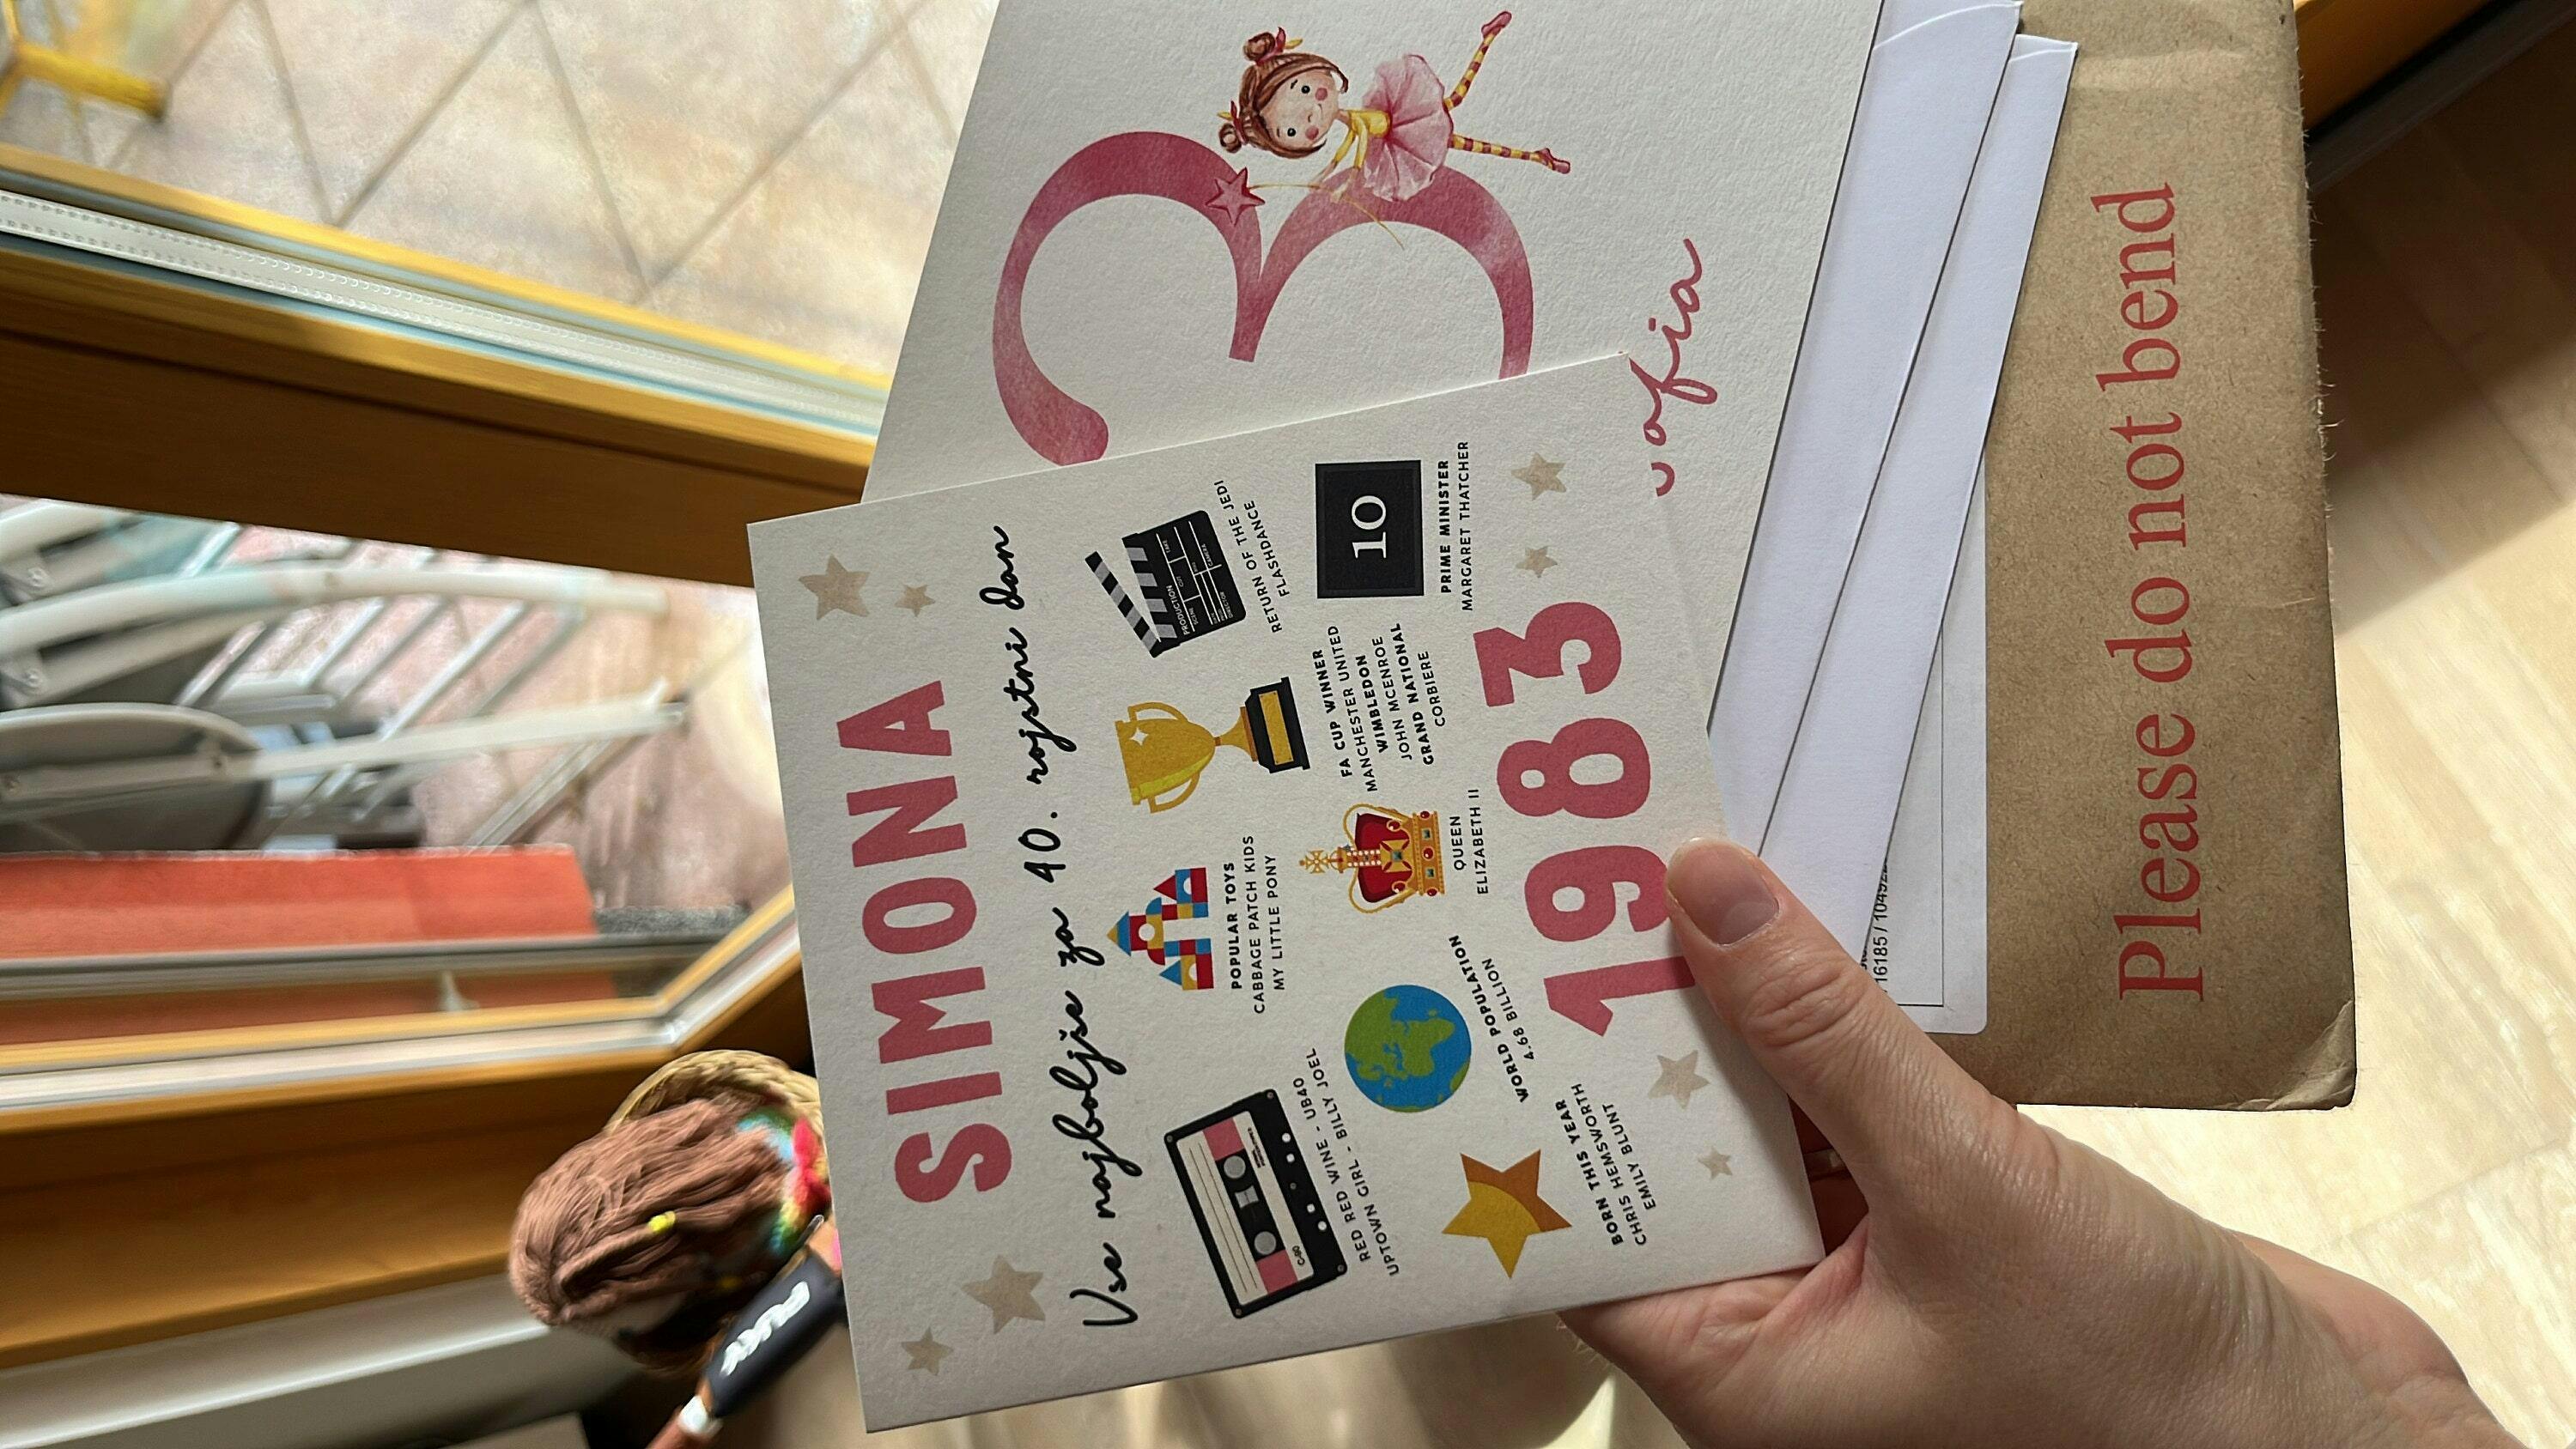 SIMONA
Vse najboljše za 40. rojstni dan
RED RED WINE - UB40
UPTOWN GIRL - BILLY JOEL
POPULAR TOYS
CABBAGE PATCH KIDS
MY LITTLE PONY
FA CUP WINNER
MANCHESTER UNITED
WIMBLEDON
JOHN MCENROE
GRAND NATIONAL
CORBIERE
PRODUCTION
DIRECTOR
RETURN OF THE JEDI
FLASHDANCE
BORN THIS YEAR
CHRIS HEMSWORTH
EMILY BLUNT
WORLD POPULATION
4.68 BILLION
QUEEN
ELIZABETH II
10
PRIME MINISTER
MARGARET THATCHER
1983
3
Please do not bend